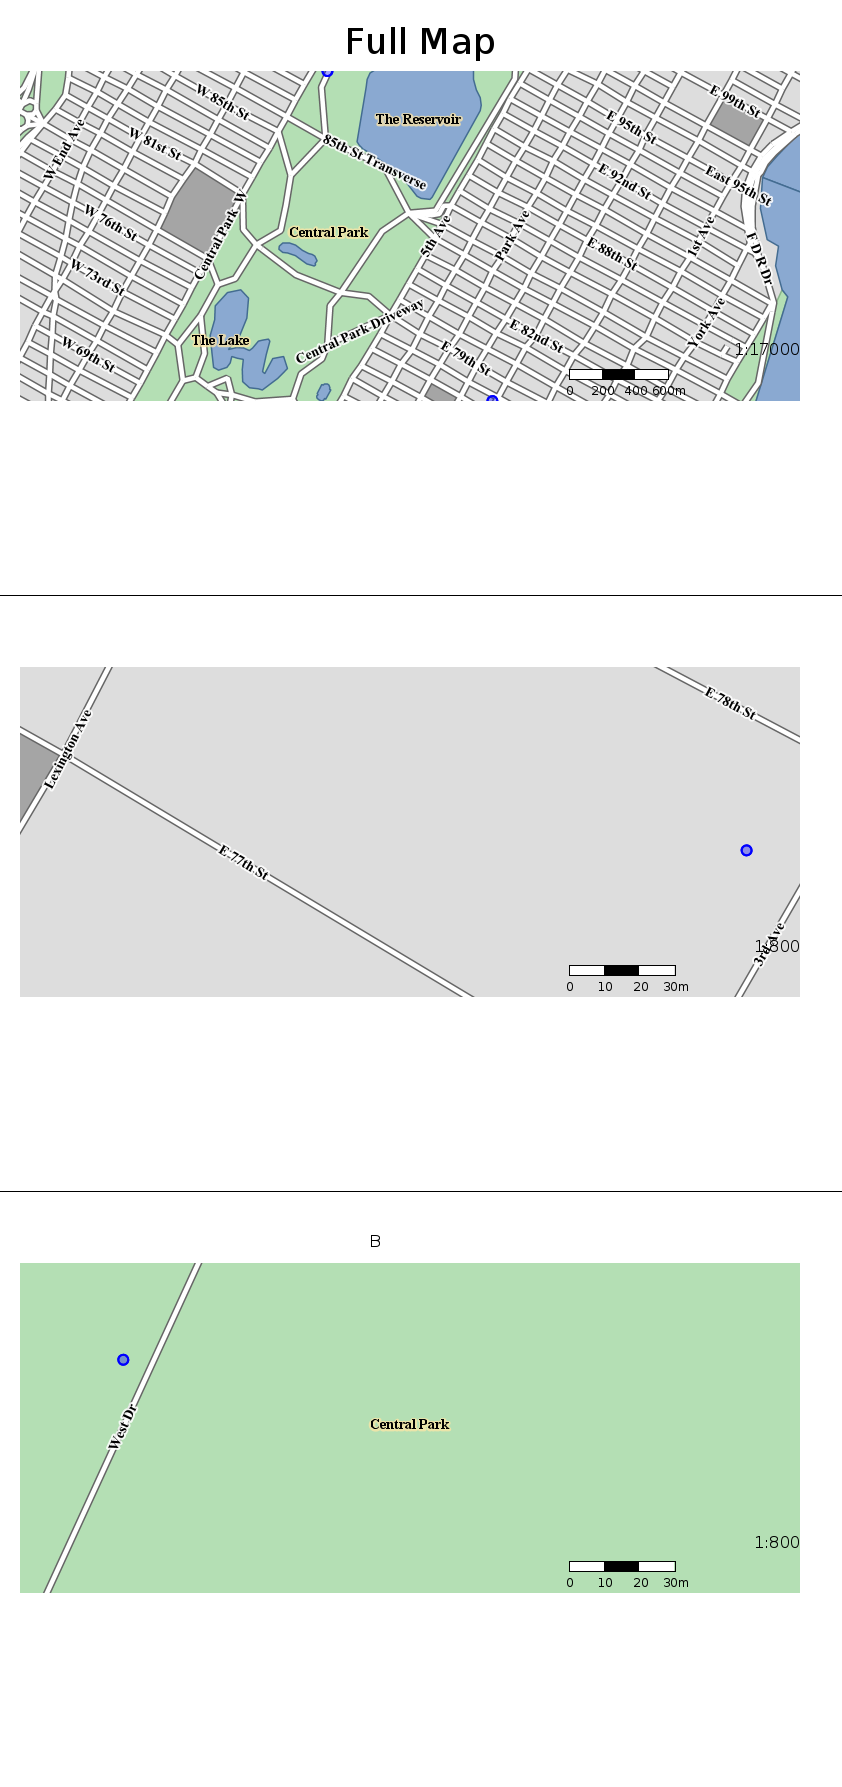 Full Map
E 99th St
W 85th St
The Reservoir
E 95th St
W End Ave
W 81st St
85th St Transverse
E 92nd St
East 95th St
W 76th St
Central Park W
Central Park
5th Ave
Park Ave
E 88th St
1st Ave
F D R Dr
W 73rd St
Central Park Driveway
York Ave
The Lake
E 82nd St
W 69th St
E 79th St
1:17000
0 200 400 600m
E 78th St
Lexington Ave
E 77th St
3rd Ave
1:800
0 10 20 30m
B
West Dr
Central Park
1:800
0 10 20 30m